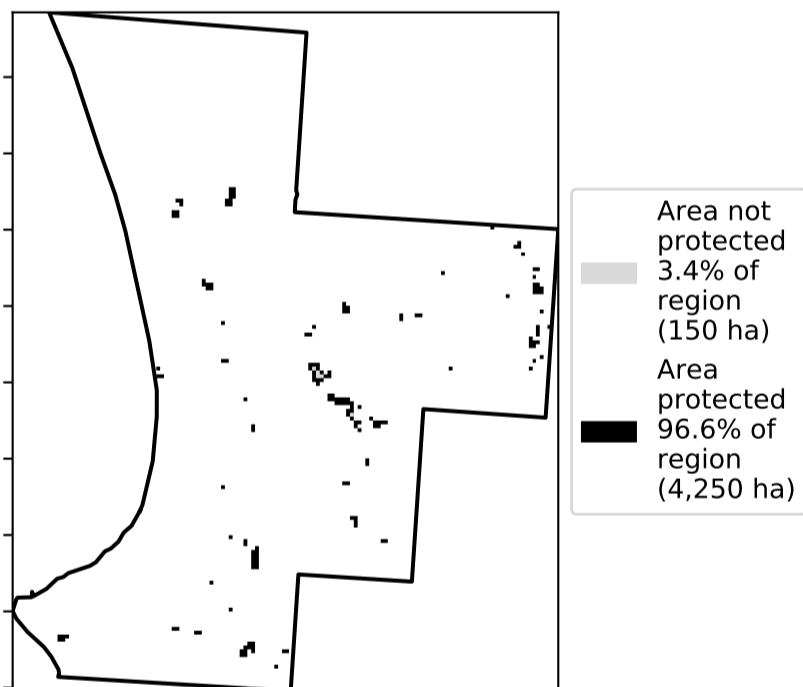 Area not
protected
3.4% of
region
(150 ha)
Area
protected
96.6% of
region
(4,250 ha)